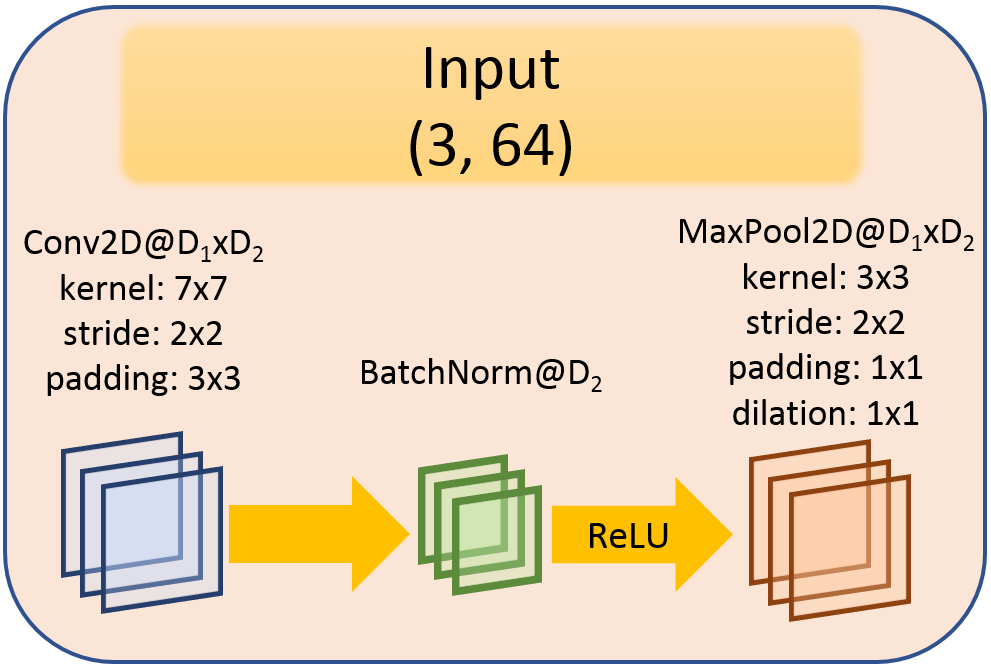 Input
(3, 64)
Conv2D@D₁xD₂
kernel: 7x7
stride: 2x2
padding: 3x3
BatchNorm@D₂
MaxPool2D@D₁xD₂
kernel: 3x3
stride: 2x2
padding: 1x1
dilation: 1x1
ReLU